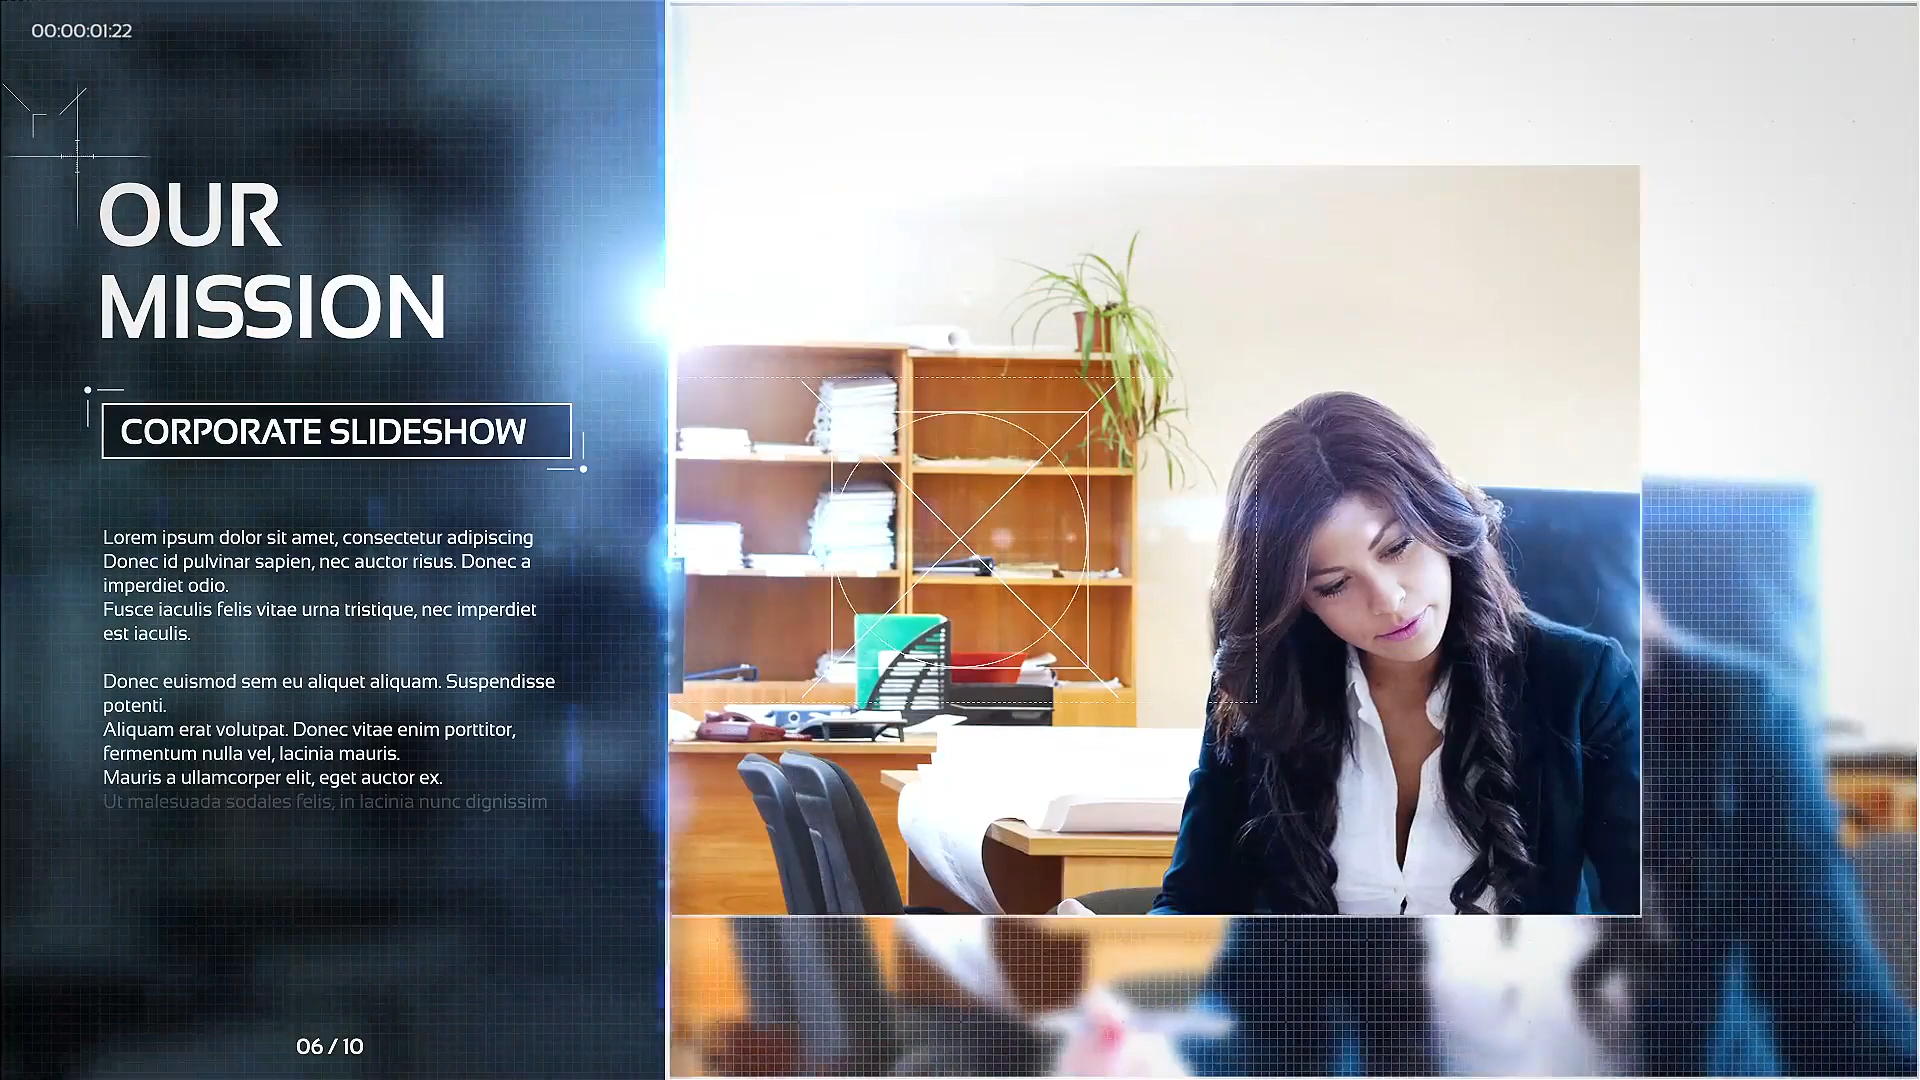 00:00:01:22
OUR
MISSION
CORPORATE SLIDESHOW
Lorem ipsum dolor sit amet, consectetur adipiscing
Donec id pulvinar sapien, nec auctor risus. Donec a
imperdiet odio.
Fusce iaculis felis vitae urna tristique, nec imperdiet
est iaculis.
Donec euismod sem eu aliquet aliquam. Suspendisse
potenti.
Aliquam erat volutpat. Donec vitae enim porttitor,
fermentum nulla vel, lacinia mauris.
Mauris a ullamcorper elit, eget auctor ex.
Ut malesuada sodales felis, in lacinia nunc dignissim
06 / 10